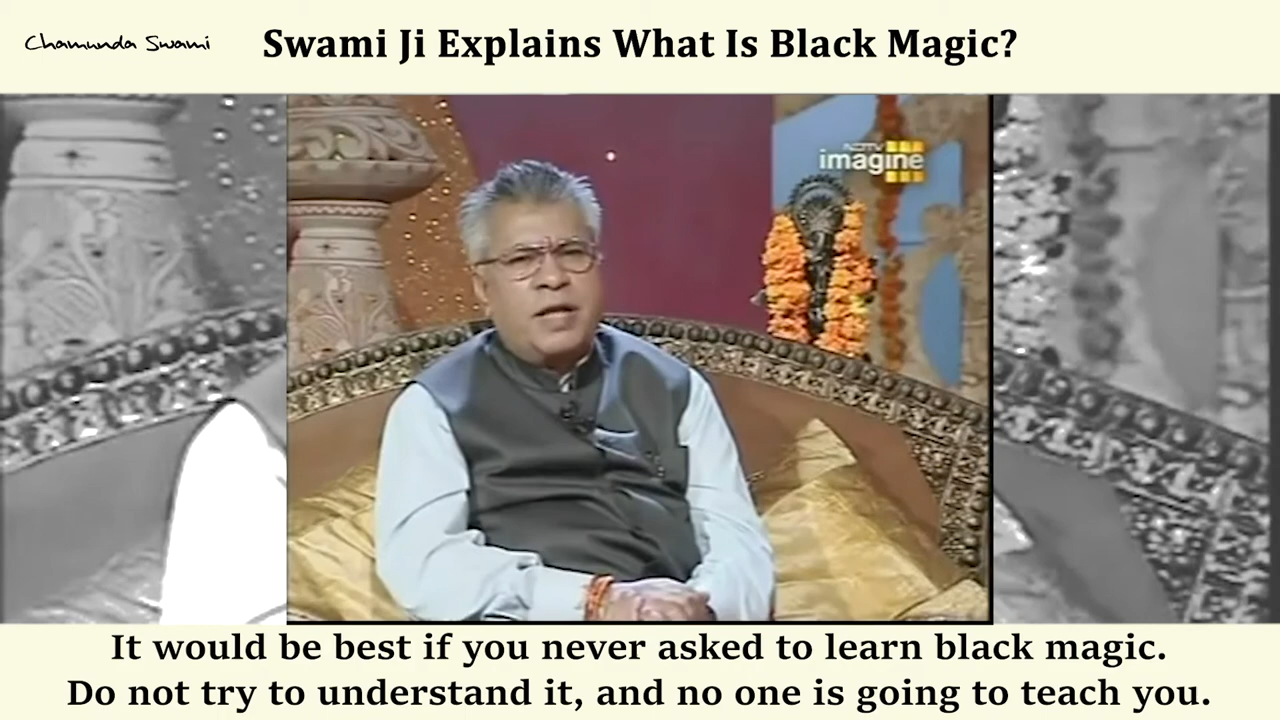 Chamunda Swami
Swami Ji Explains What Is Black Magic?
NDTV
imagine
It would be best if you never asked to learn black magic.
Do not try to understand it, and no one is going to teach you.